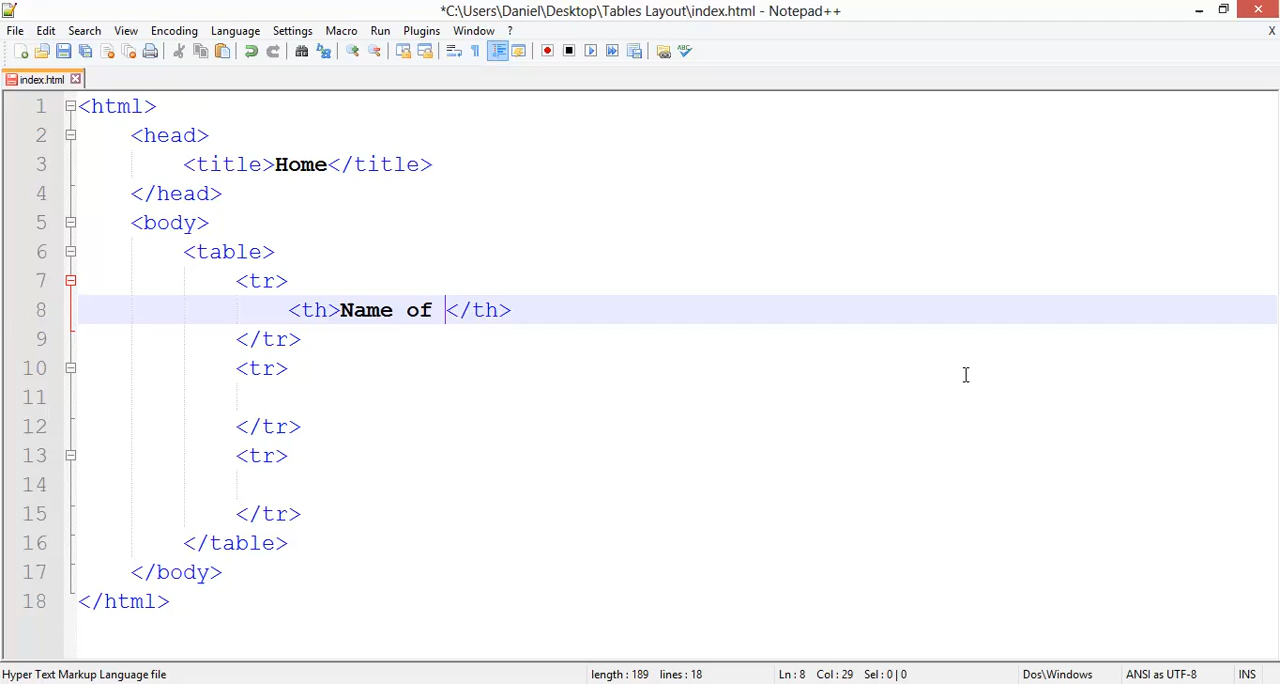 *C:\Users\Daniel\Desktop\Tables Layout\index.html - Notepad++
File Edit Search View Encoding Language Settings Macro Run Plugins Window ? X
index.html
1 <html>
2 <head>
3 <title>Home</title>
4 </head>
5 <body>
6 <table>
7 <tr>
8 <th>Name of </th>
9 </tr>
10 <tr>
11
12 </tr>
13 <tr>
14
15 </tr>
16 </table>
17 </body>
18 </html>
Hyper Text Markup Language file length : 189 lines : 18 Ln : 8 Col : 29 Sel : 0 | 0 Dos\Windows ANSI as UTF-8 INS